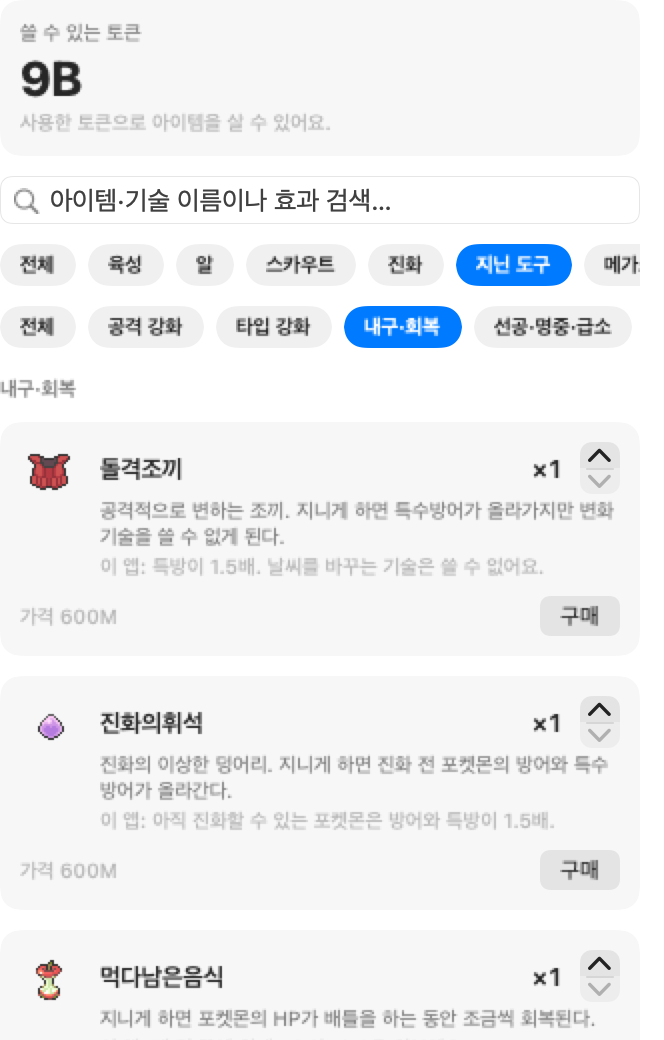 쓸 수 있는 토큰
9B
사용한 토큰으로 아이템을 살 수 있어요.
아이템·기술 이름이나 효과 검색...
전체 육성 알 스카우트 진화 지닌 도구 메가
전체 공격 강화 타입 강화 내구·회복 선공·명중·급소
내구·회복
돌격조끼 ×1
공격적으로 변하는 조끼. 지니게 하면 특수방어가 올라가지만 변화
기술을 쓸 수 없게 된다.
이 앱: 특방이 1.5배. 날씨를 바꾸는 기술은 쓸 수 없어요.
가격 600M 구매
진화의휘석 ×1
진화의 이상한 덩어리. 지니게 하면 진화 전 포켓몬의 방어와 특수
방어가 올라간다.
이 앱: 아직 진화할 수 있는 포켓몬은 방어와 특방이 1.5배.
가격 600M 구매
먹다남은음식 ×1
지니게 하면 포켓몬의 HP가 배틀을 하는 동안 조금씩 회복된다.